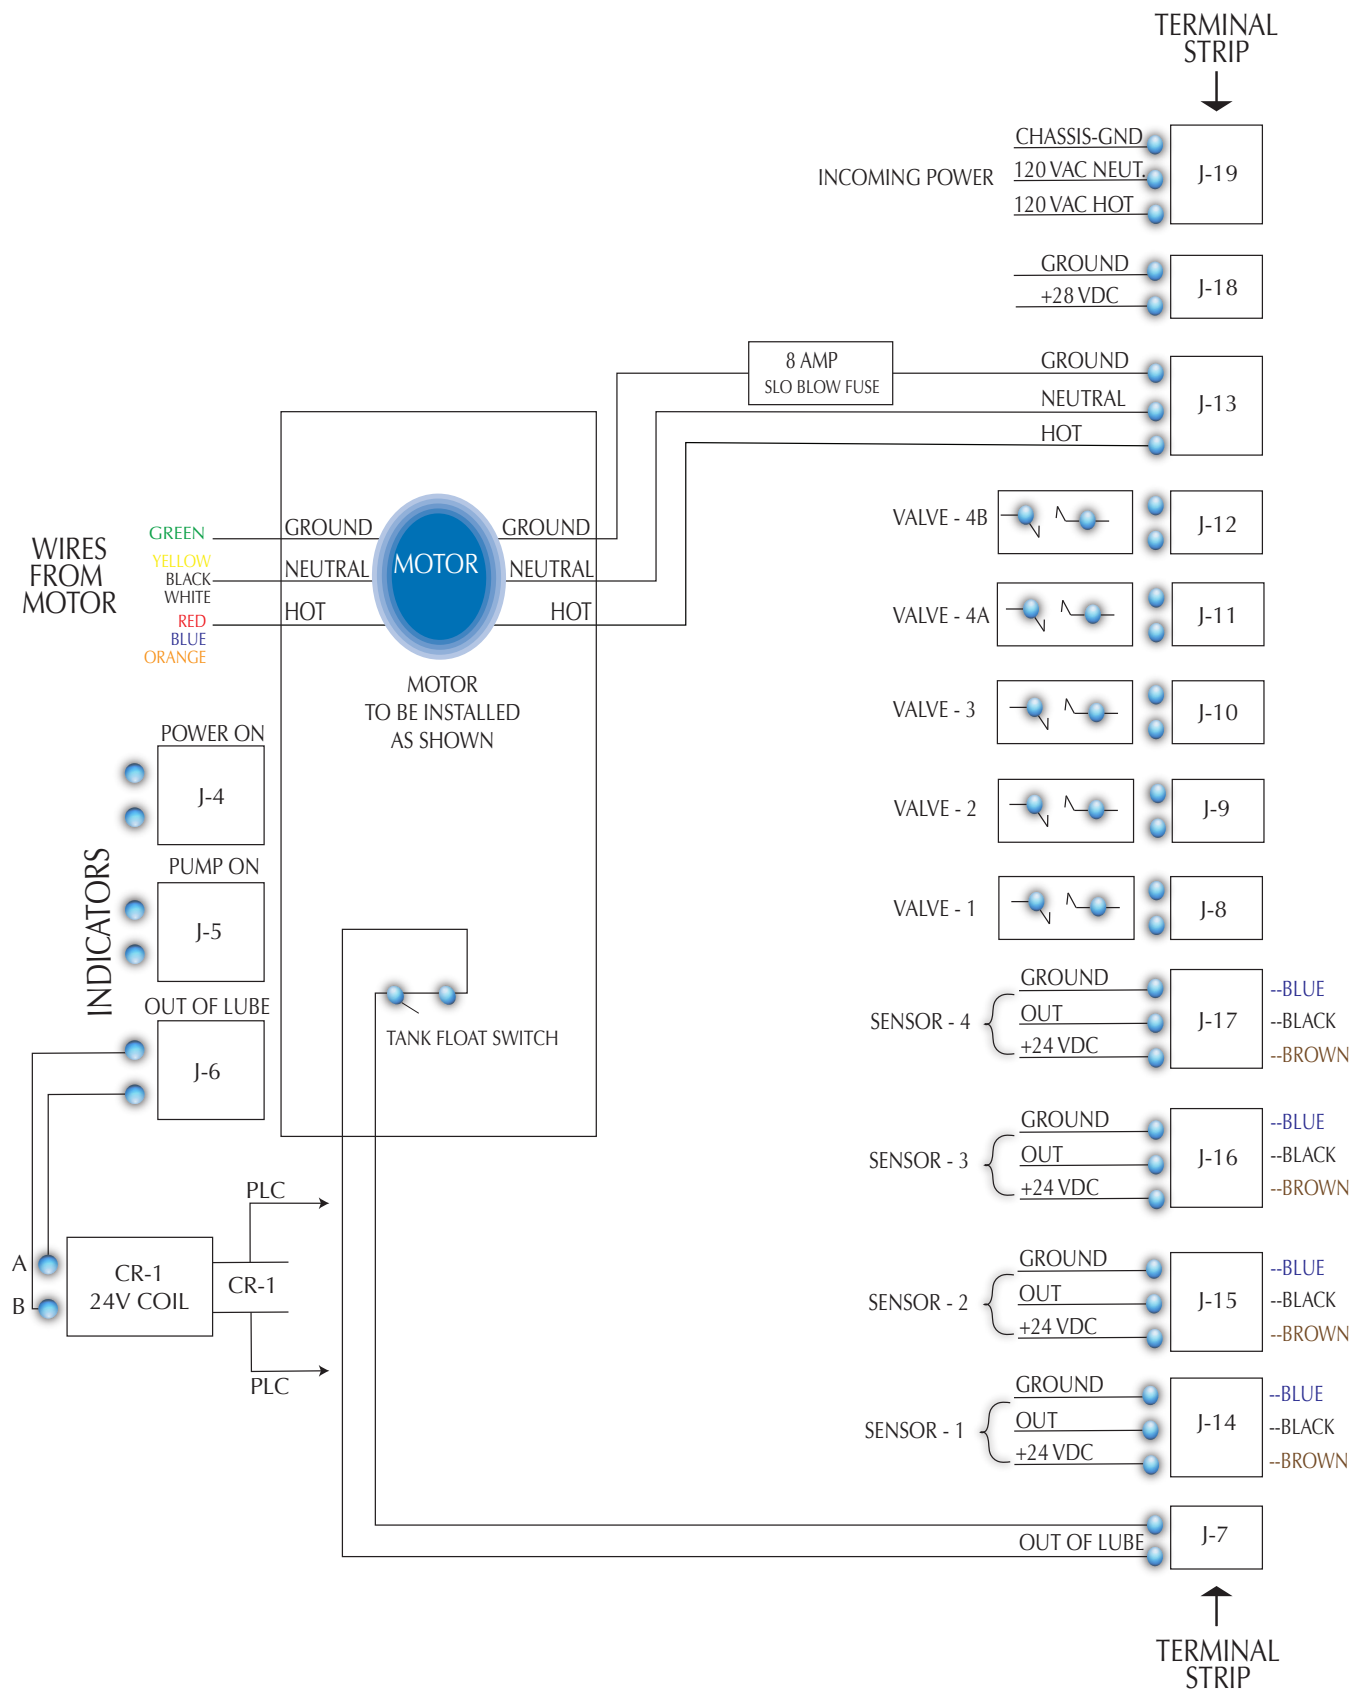 TERMINAL
STRIP
CHASSIS-GND
INCOMING POWER
120 VAC NEUT.
120 VAC HOT
J-19
GROUND
+28 VDC
J-18
8 AMP
SLO BLOW FUSE
GROUND
NEUTRAL
HOT
J-13
WIRES
FROM
MOTOR
GREEN
YELLOW
BLACK
WHITE
RED
BLUE
ORANGE
GROUND
NEUTRAL
HOT
MOTOR
GROUND
NEUTRAL
HOT
MOTOR
TO BE INSTALLED
AS SHOWN
VALVE - 4B
J-12
VALVE - 4A
J-11
VALVE - 3
J-10
VALVE - 2
J-9
VALVE - 1
J-8
INDICATORS
POWER ON
J-4
PUMP ON
J-5
OUT OF LUBE
J-6
TANK FLOAT SWITCH
SENSOR - 4
GROUND
OUT
+24 VDC
J-17
--BLUE
--BLACK
--BROWN
SENSOR - 3
GROUND
OUT
+24 VDC
J-16
--BLUE
--BLACK
--BROWN
PLC
A
B
CR-1
24V COIL
CR-1
PLC
SENSOR - 2
GROUND
OUT
+24 VDC
J-15
--BLUE
--BLACK
--BROWN
SENSOR - 1
GROUND
OUT
+24 VDC
J-14
--BLUE
--BLACK
--BROWN
OUT OF LUBE
J-7
TERMINAL
STRIP